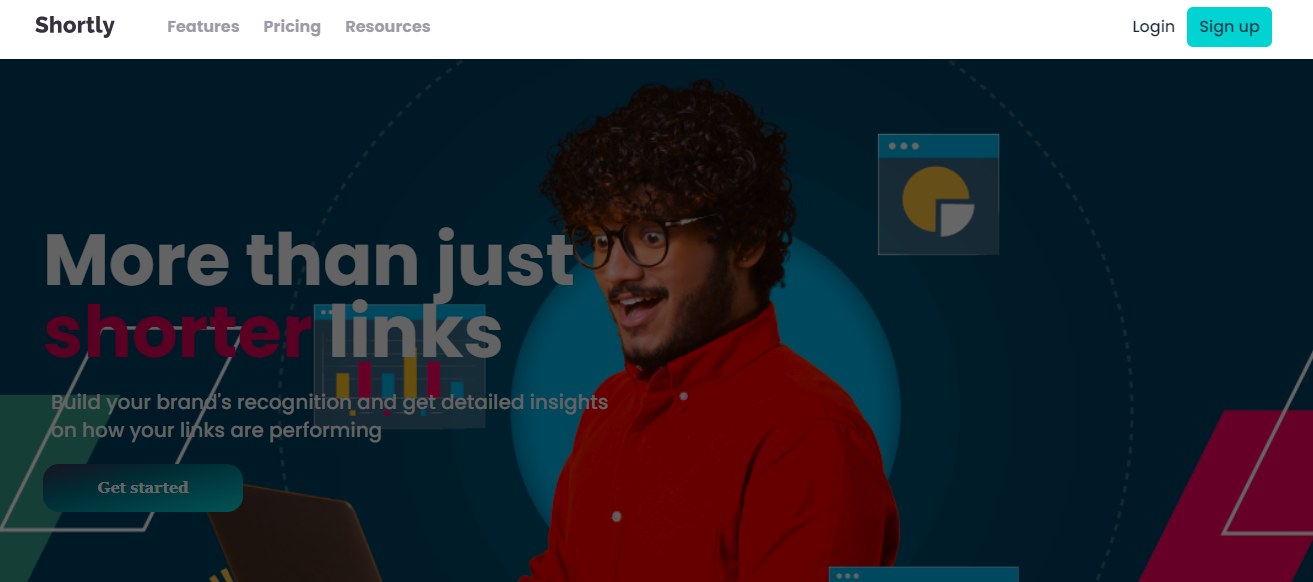 Shortly Features Pricing Resources Login Sign up
More than just
shorter links
Build your brand's recognition and get detailed insights
on how your links are performing
Get started